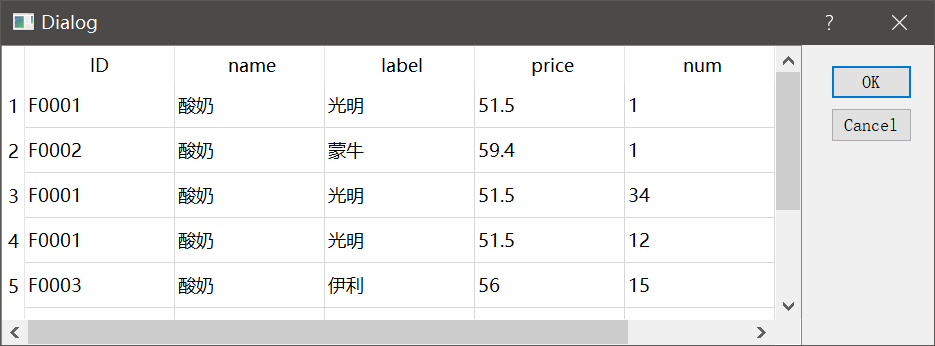 Dialog ?
ID name label price num
1 F0001 酸奶 光明 51.5 1
2 F0002 酸奶 蒙牛 59.4 1
3 F0001 酸奶 光明 51.5 34
4 F0001 酸奶 光明 51.5 12
5 F0003 酸奶 伊利 56 15
OK
Cancel